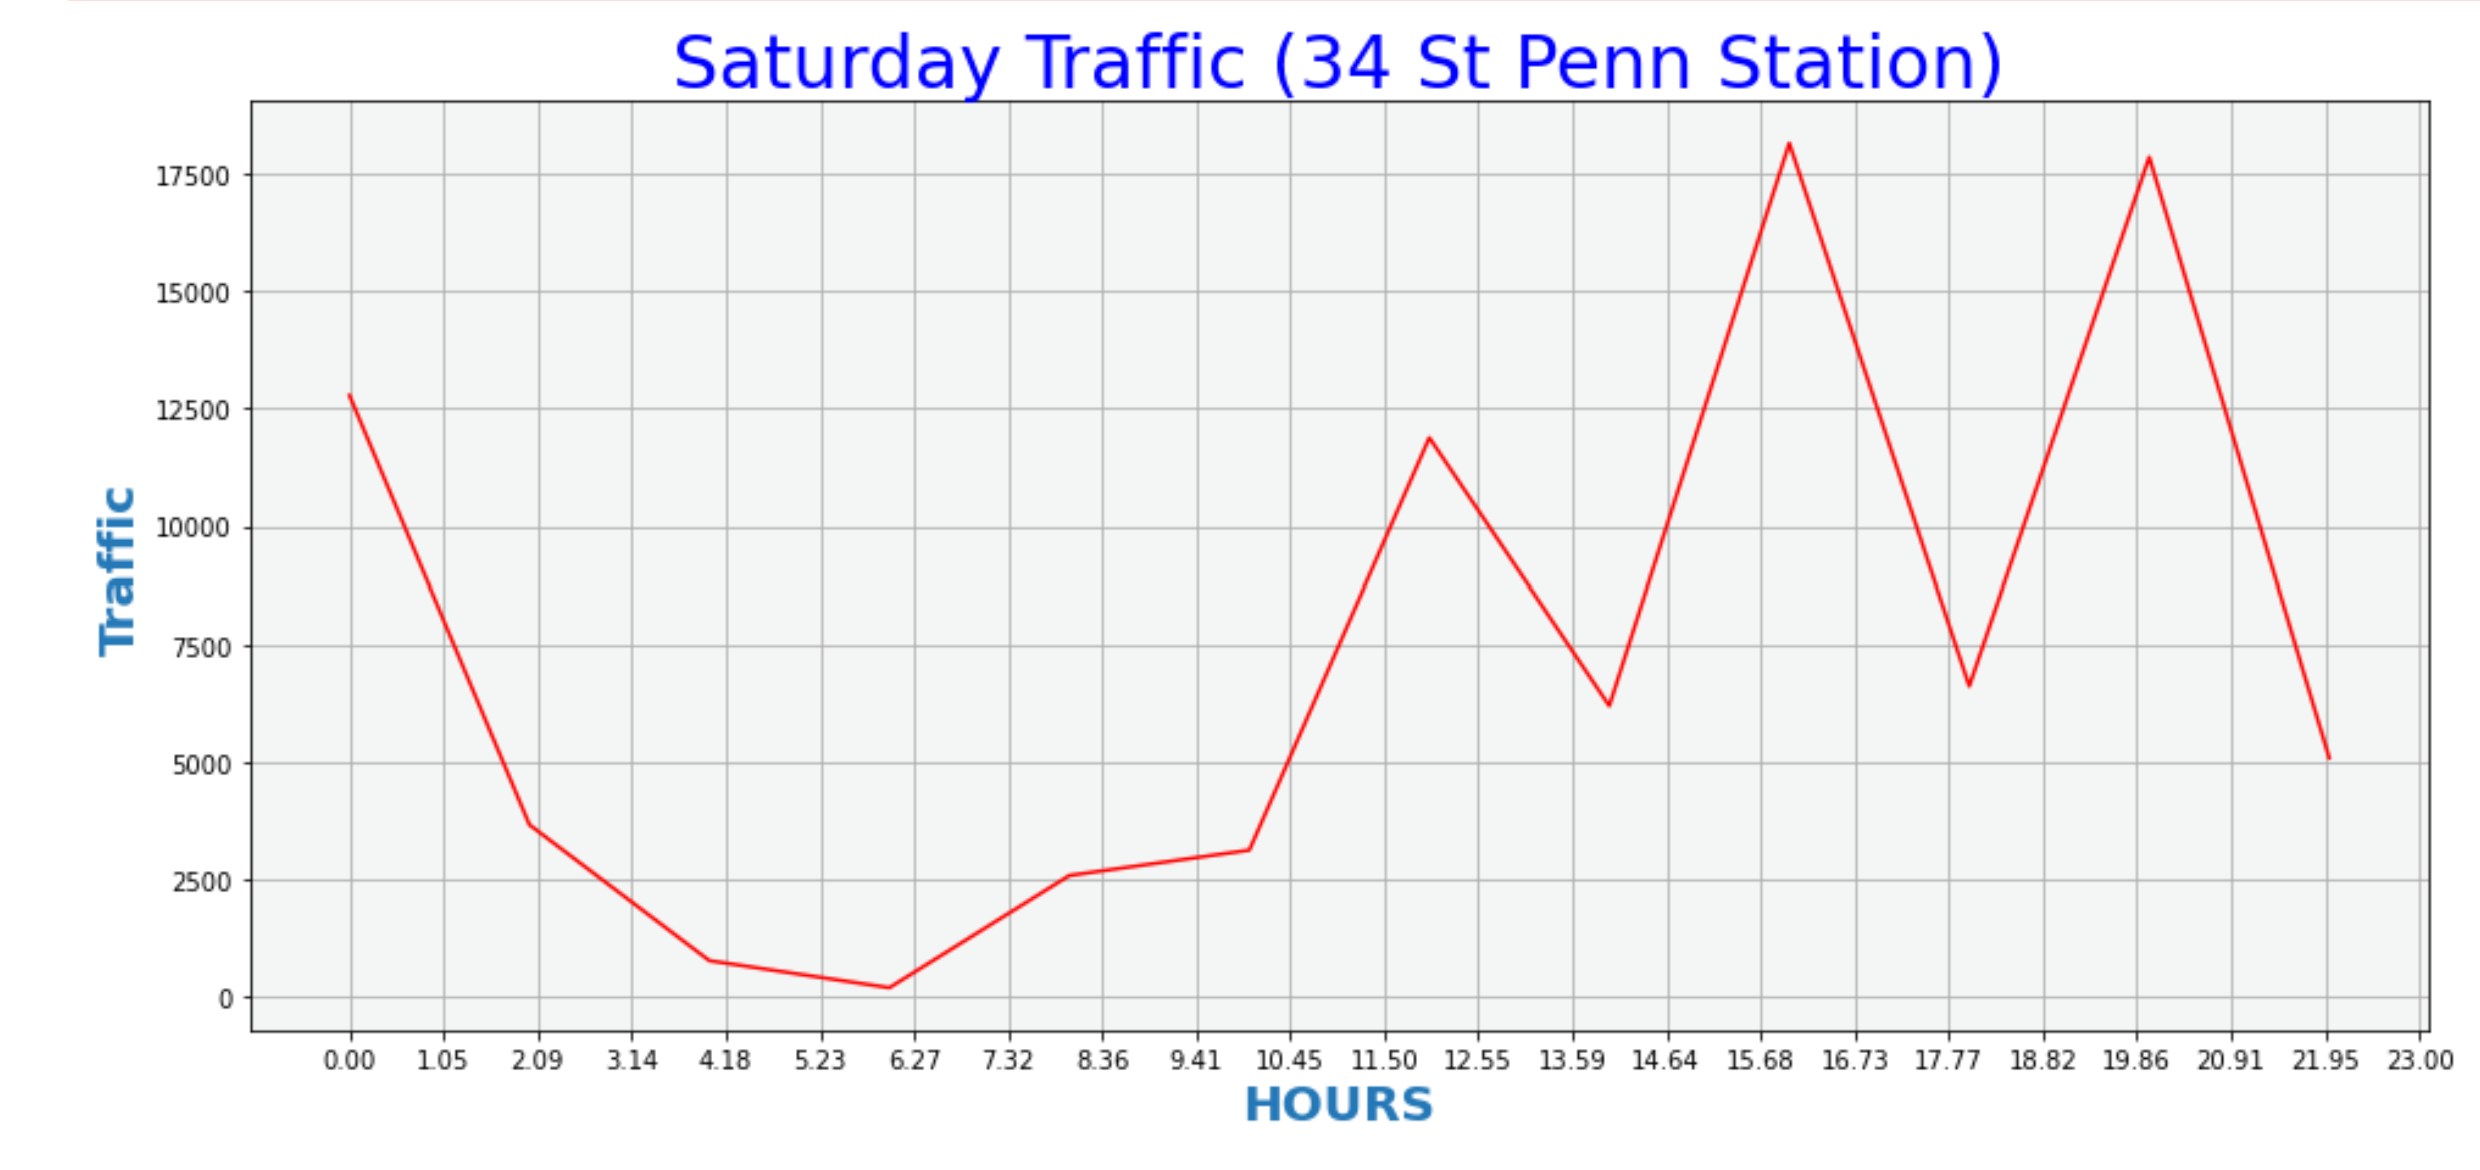 Saturday Traffic (34 St Penn Station)
17500
15000
12500
10000
7500
5000
2500
0
Traffic
0.00 1.05 2.09 3.14 4.18 5.23 6.27 7.32 8.36 9.41 10.45 11.50 12.55 13.59 14.64 15.68 16.73 17.77 18.82 19.86 20.91 21.95 23.00
HOURS